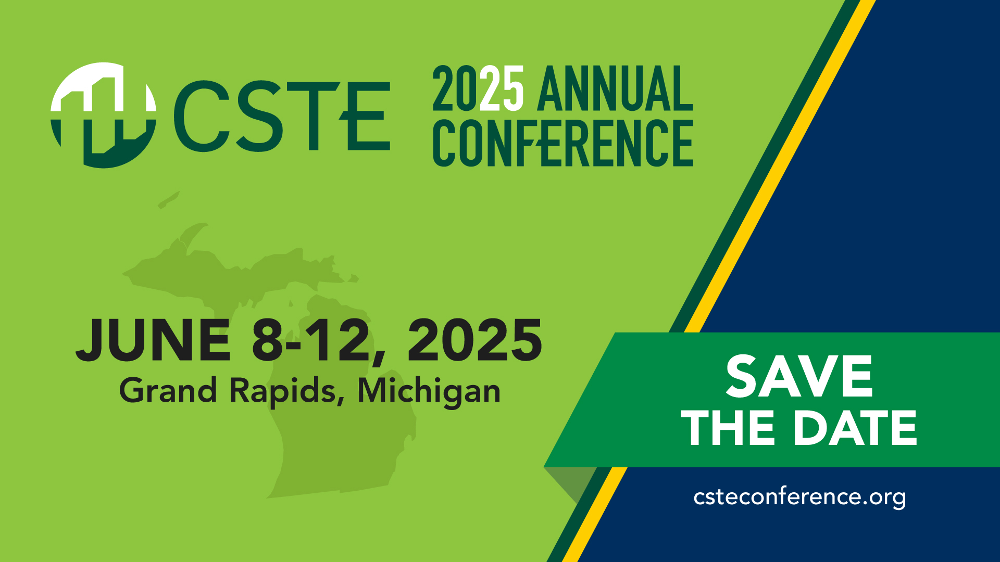 CSTE
2025 ANNUAL
CONFERENCE
JUNE 8-12, 2025
Grand Rapids, Michigan
SAVE
THE DATE
csteconference.org